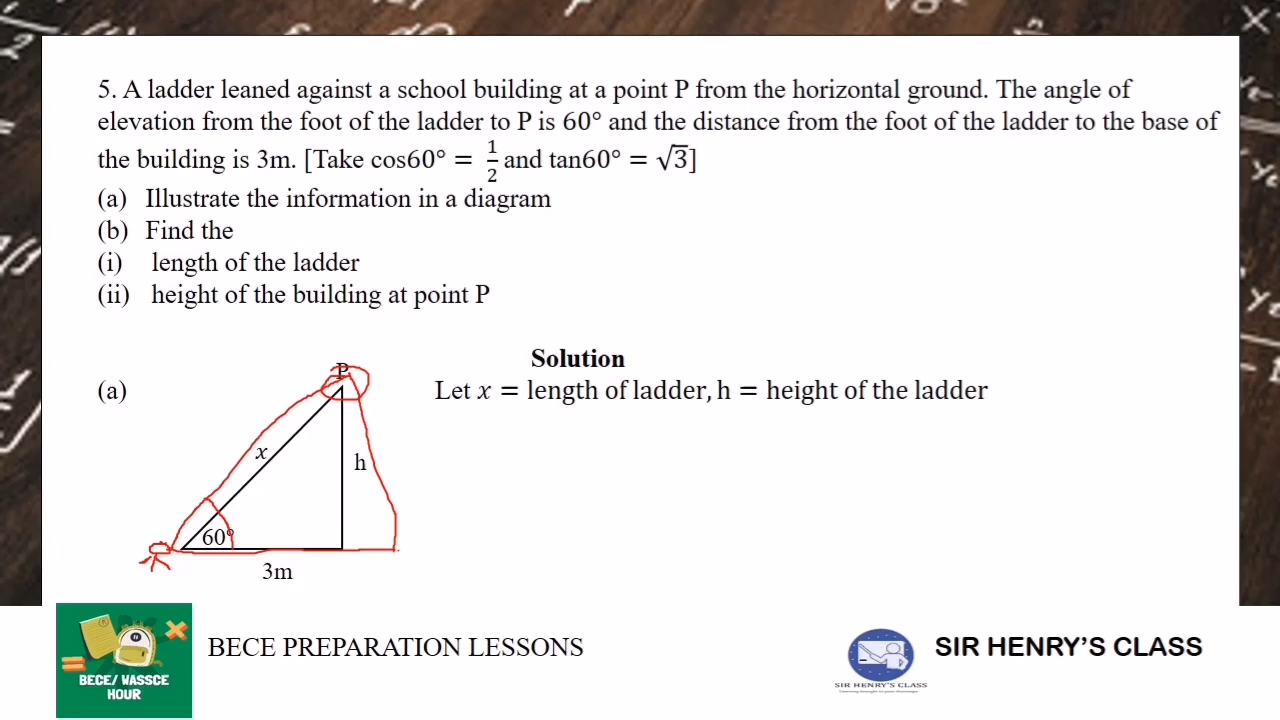 5. A ladder leaned against a school building at a point P from the horizontal ground. The angle of
elevation from the foot of the ladder to P is 60° and the distance from the foot of the ladder to the base of
the building is 3m. [Take cos60° = 1/2 and tan60° = √3]
(a) Illustrate the information in a diagram
(b) Find the
(i) length of the ladder
(ii) height of the building at point P
Solution
(a)
Let x = length of ladder, h = height of the ladder
P
x
h
60°
3m
BECE/ WASSCE
HOUR
BECE PREPARATION LESSONS
SIR HENRY'S CLASS
SIR HENRY’S CLASS